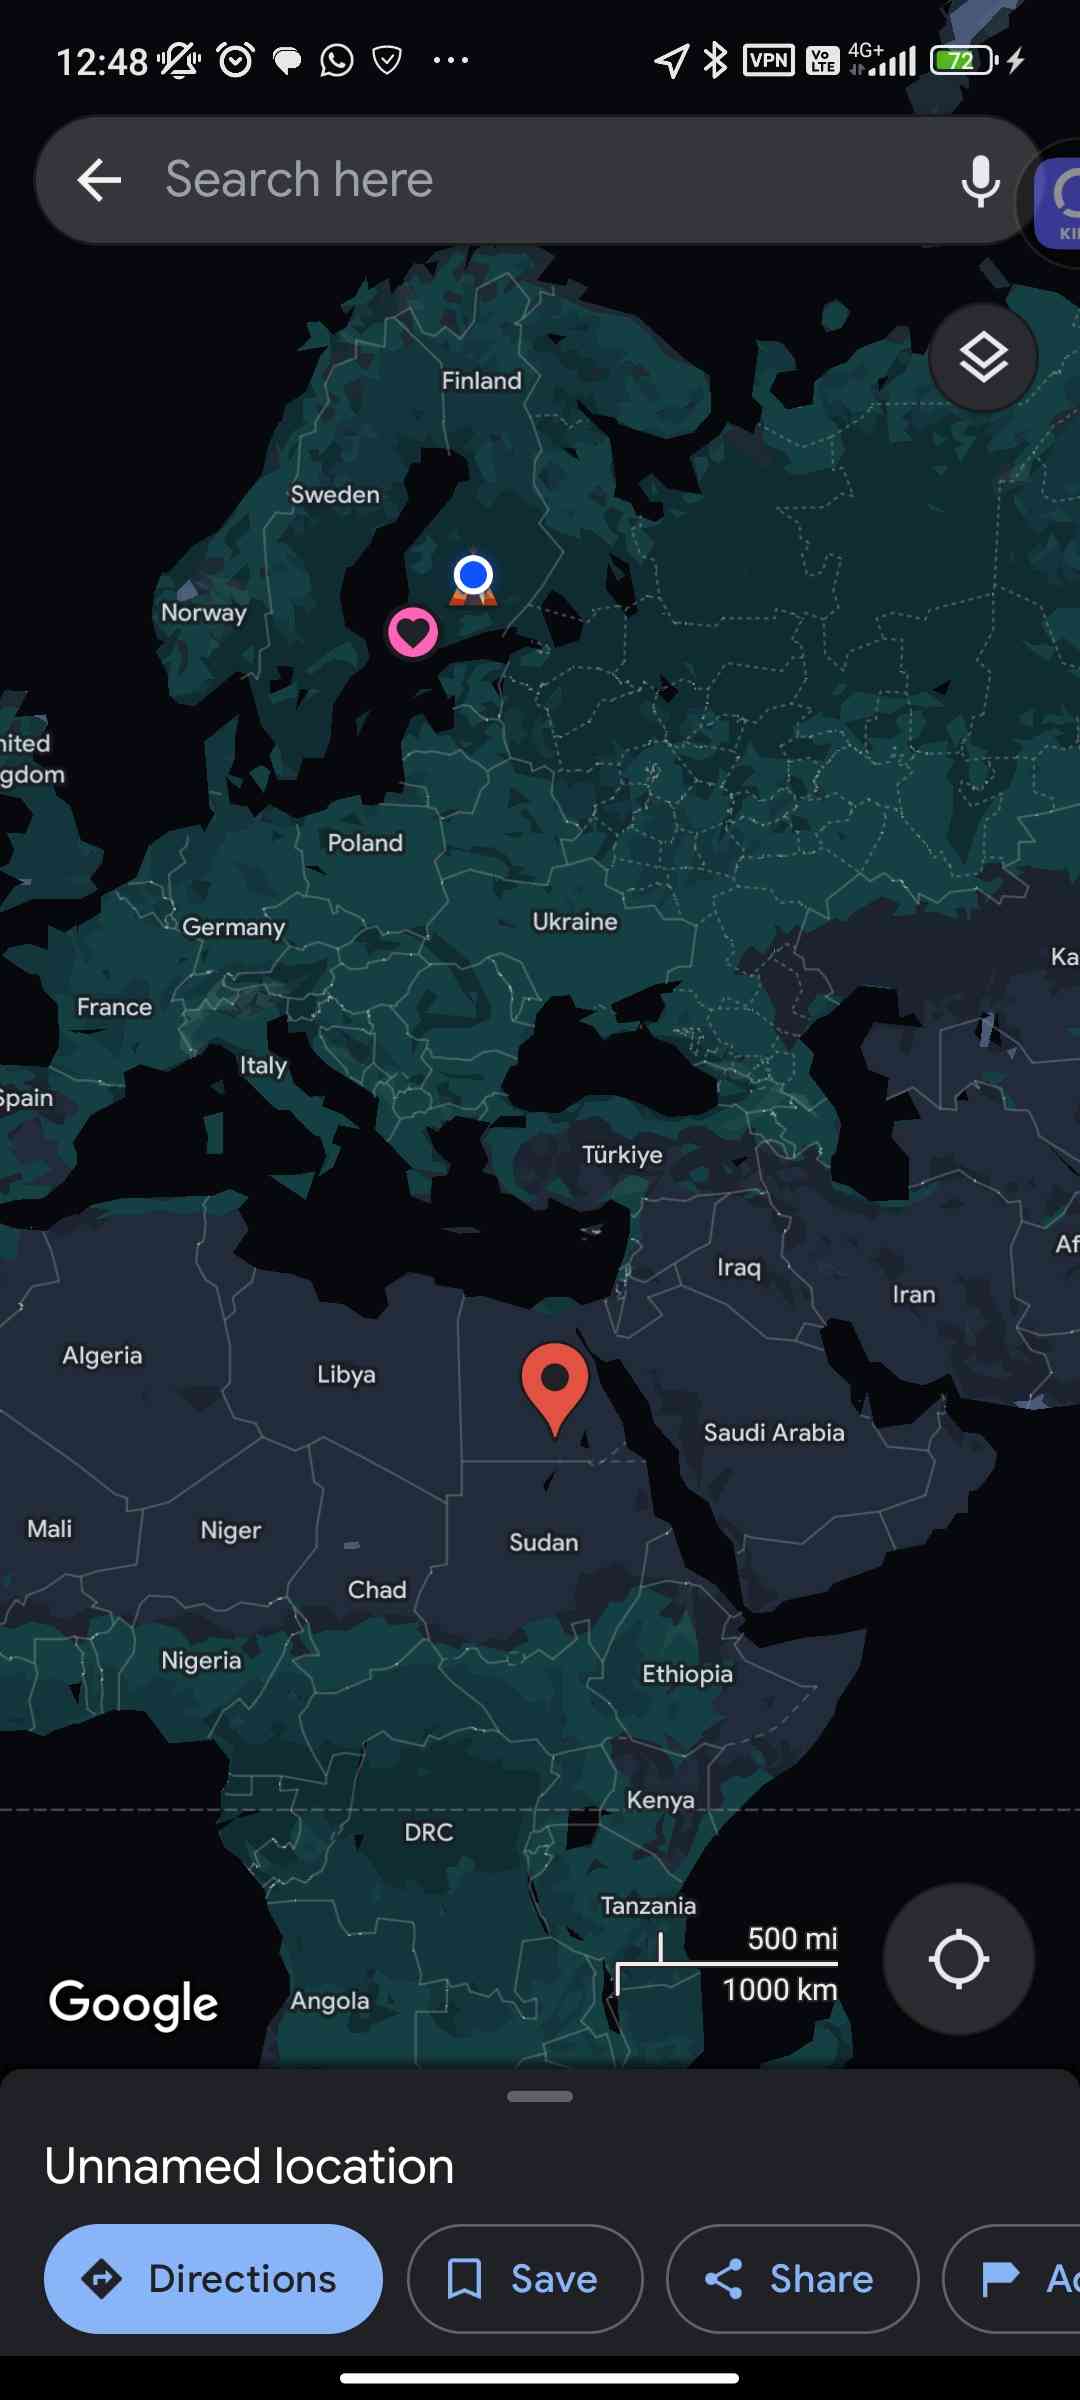 12:48
VPN
Vo LTE
4G+
72
Search here
KI
Finland
Sweden
Norway
nited
gdom
Poland
Germany
Ukraine
Ka
France
Italy
Spain
Türkiye
Iraq
Af
Iran
Algeria
Libya
Saudi Arabia
Mali
Niger
Sudan
Chad
Nigeria
Ethiopia
Kenya
DRC
Tanzania
500 mi
1000 km
Google
Angola
Unnamed location
Directions
Save
Share
Ad